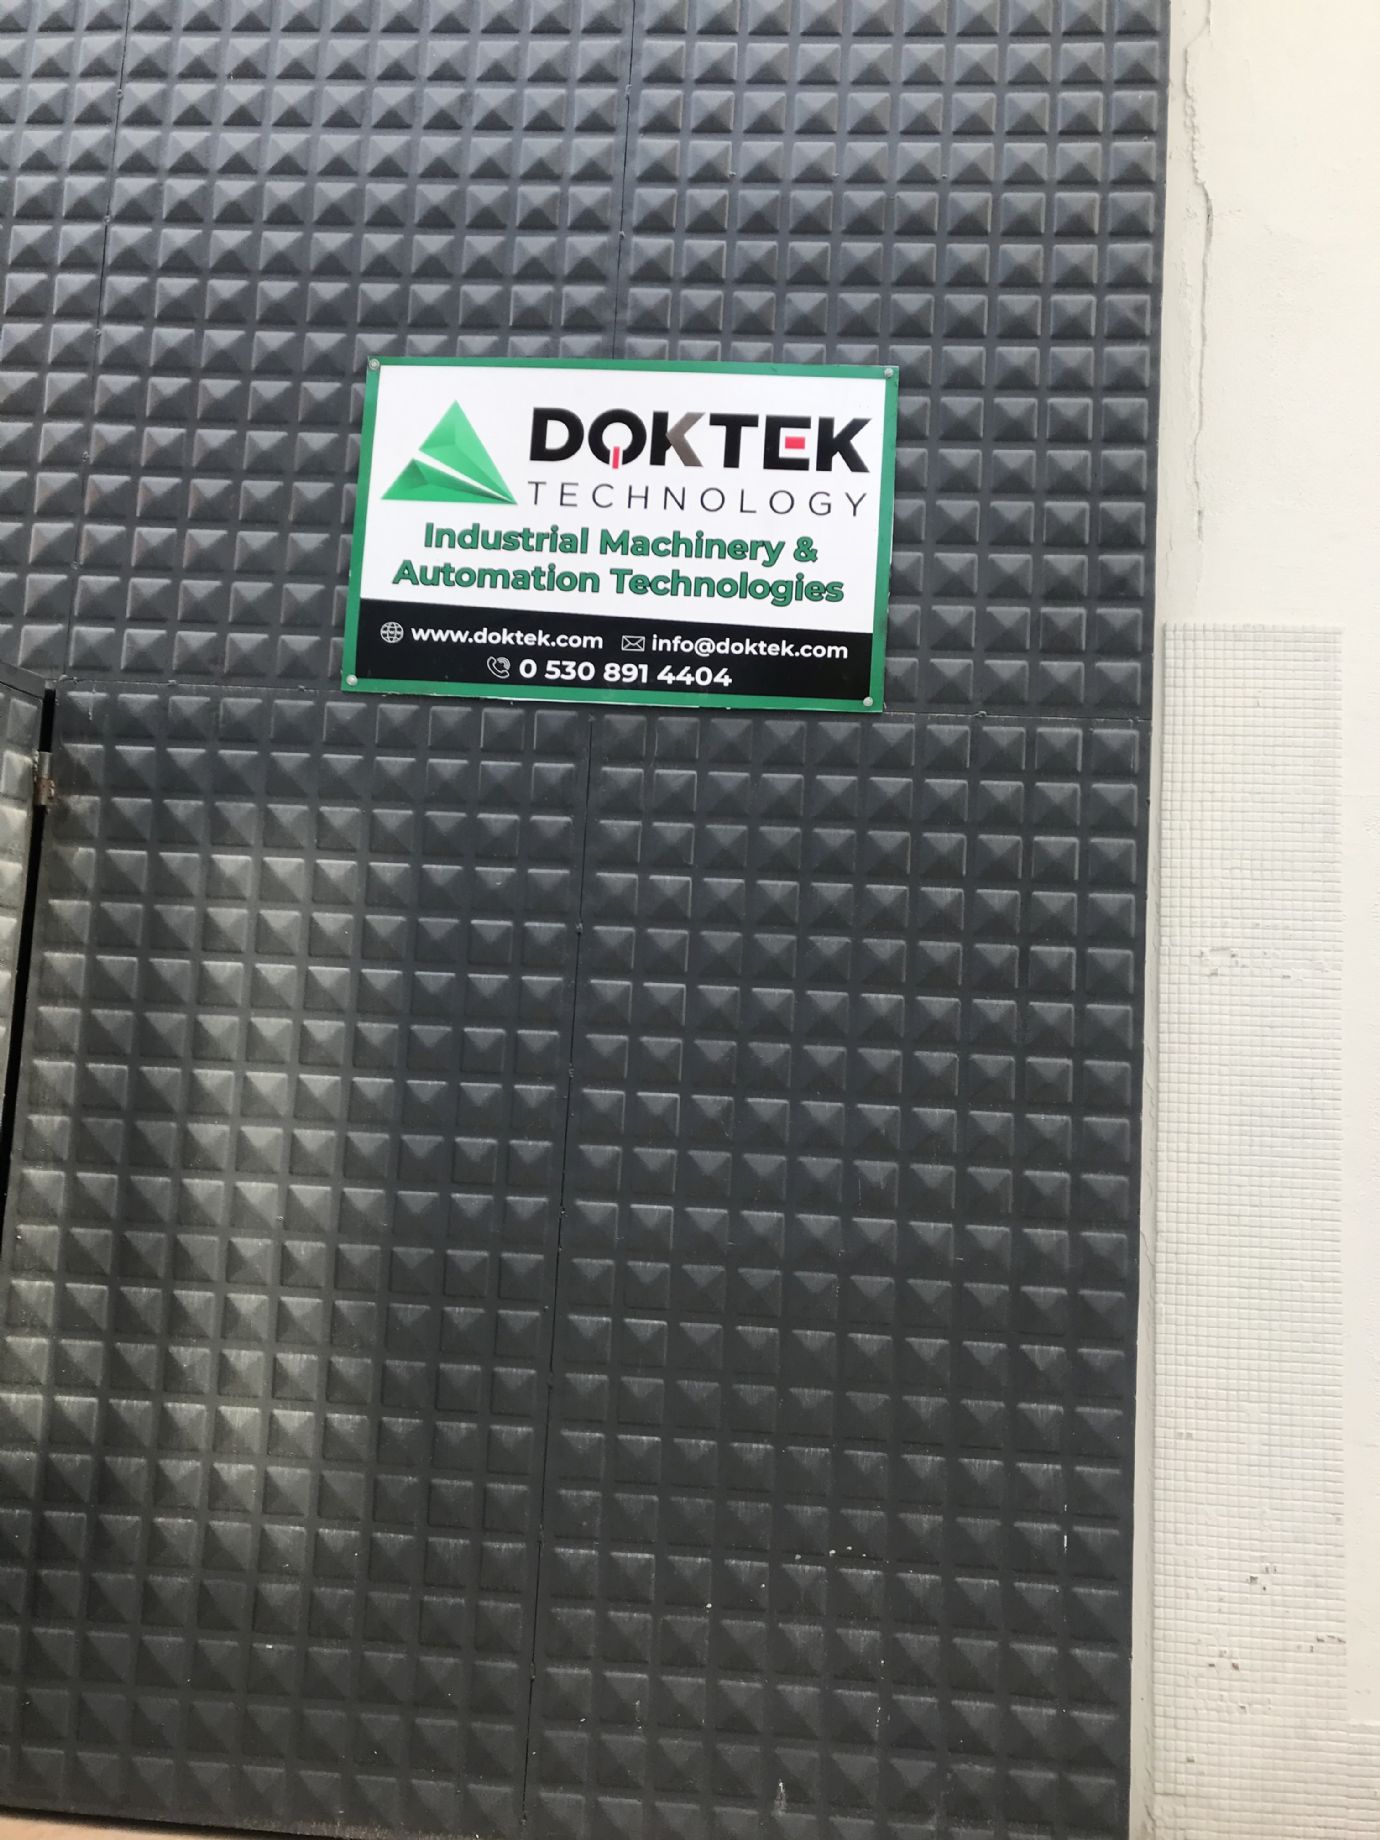 DOKTEK
TECHNOLOGY
Industrial Machinery &
Automation Technologies
www.doktek.com info@doktek.com
0 530 891 4404